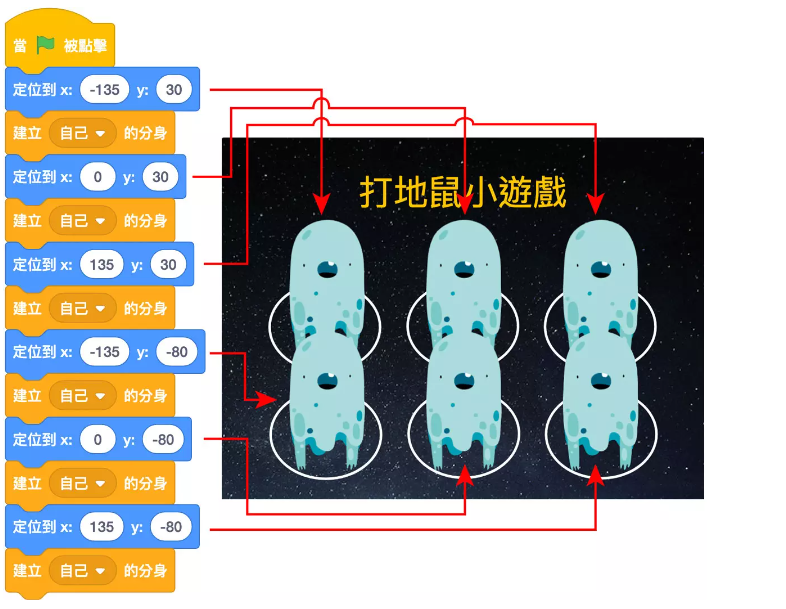 當 被點擊
定位到 x: -135 y: 30
建立 自己 的分身
定位到 x: 0 y: 30
建立 自己 的分身
定位到 x: 135 y: 30
建立 自己 的分身
定位到 x: -135 y: -80
建立 自己 的分身
定位到 x: 0 y: -80
建立 自己 的分身
定位到 x: 135 y: -80
建立 自己 的分身
打地鼠小遊戲